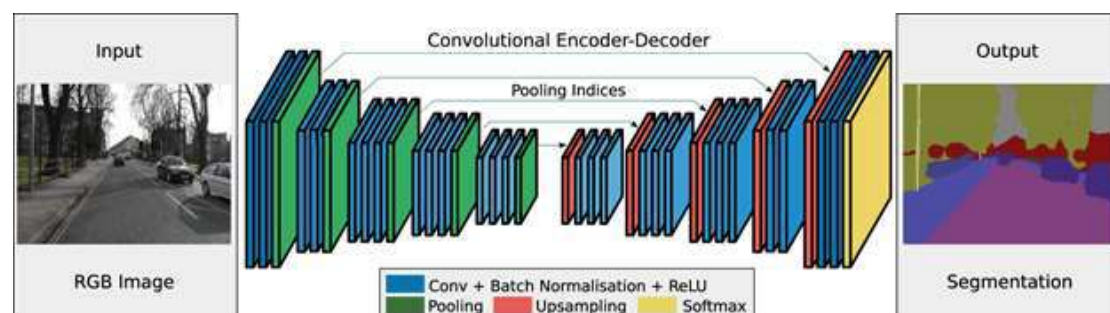 Input
RGB Image
Convolutional Encoder-Decoder
Pooling Indices
Conv + Batch Normalisation + ReLU
Pooling Upsampling Softmax
Output
Segmentation